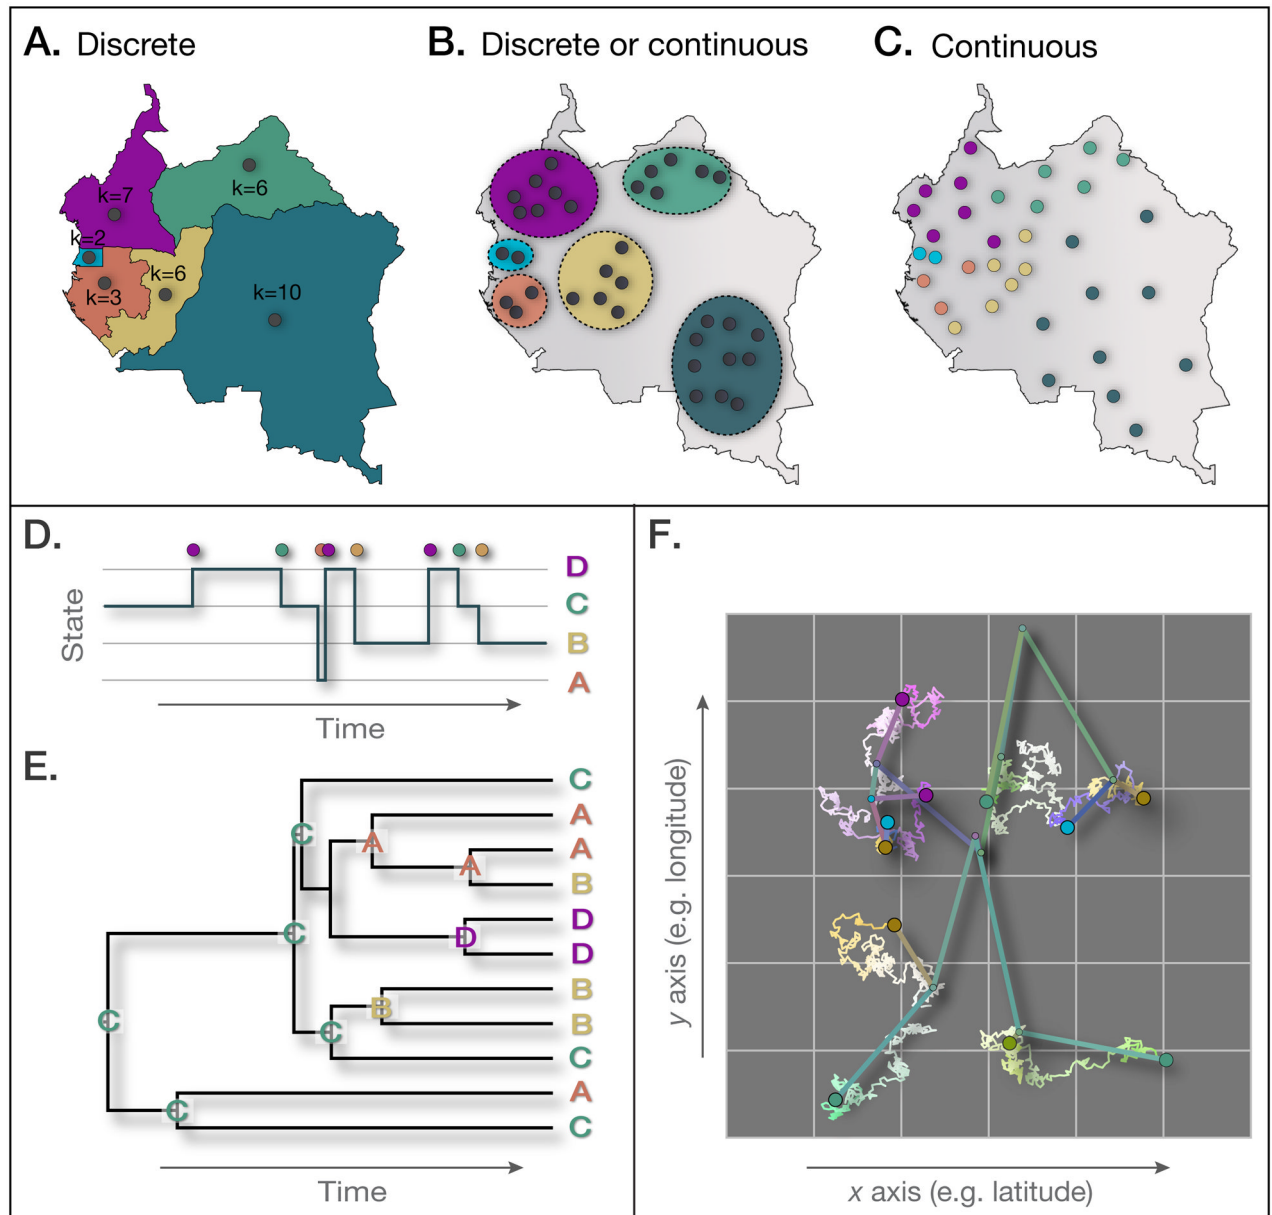 A. Discrete
B. Discrete or continuous
C. Continuous
k=7
k=6
k=2
k=6
k=3
k=10
D.
State
D
C
B
A
Time
E.
C
A
A
B
D
D
B
B
C
A
C
C
A
A
C
D
B
C
C
C
Time
F.
y axis (e.g. longitude)
x axis (e.g. latitude)